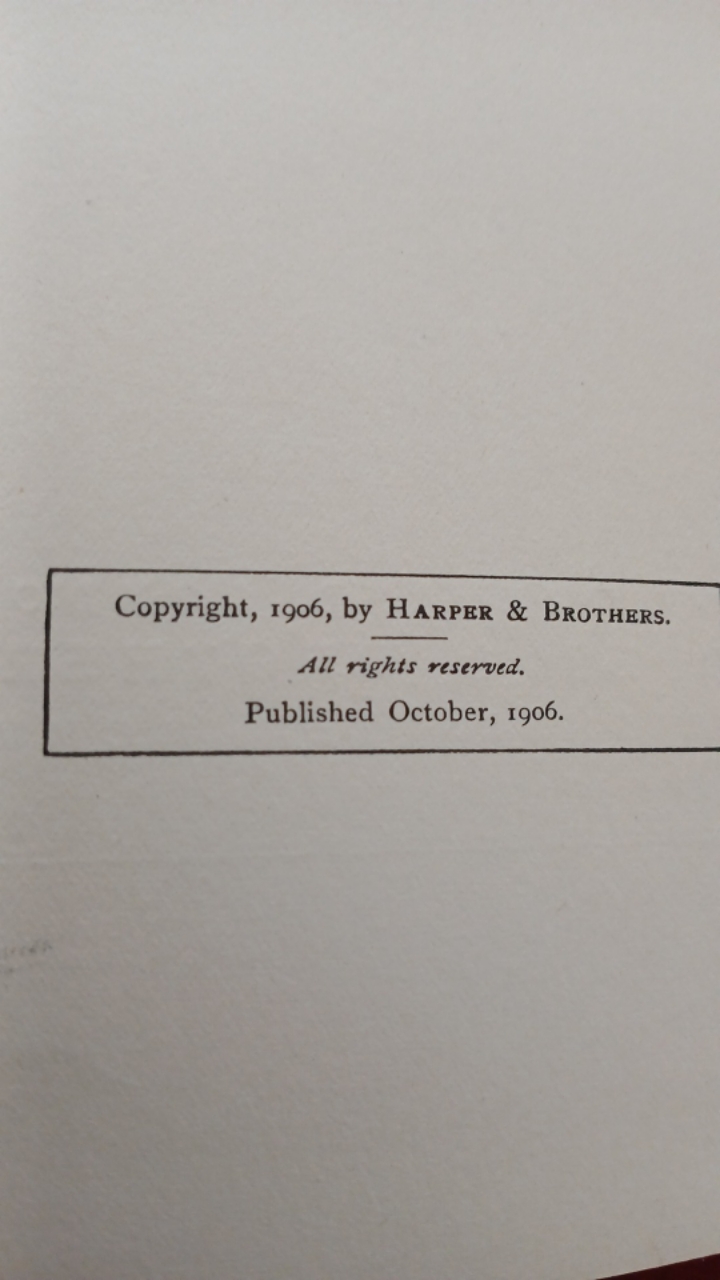 Copyright, 1906, by HARPER & BROTHERS.
All rights reserved.
Published October, 1906.